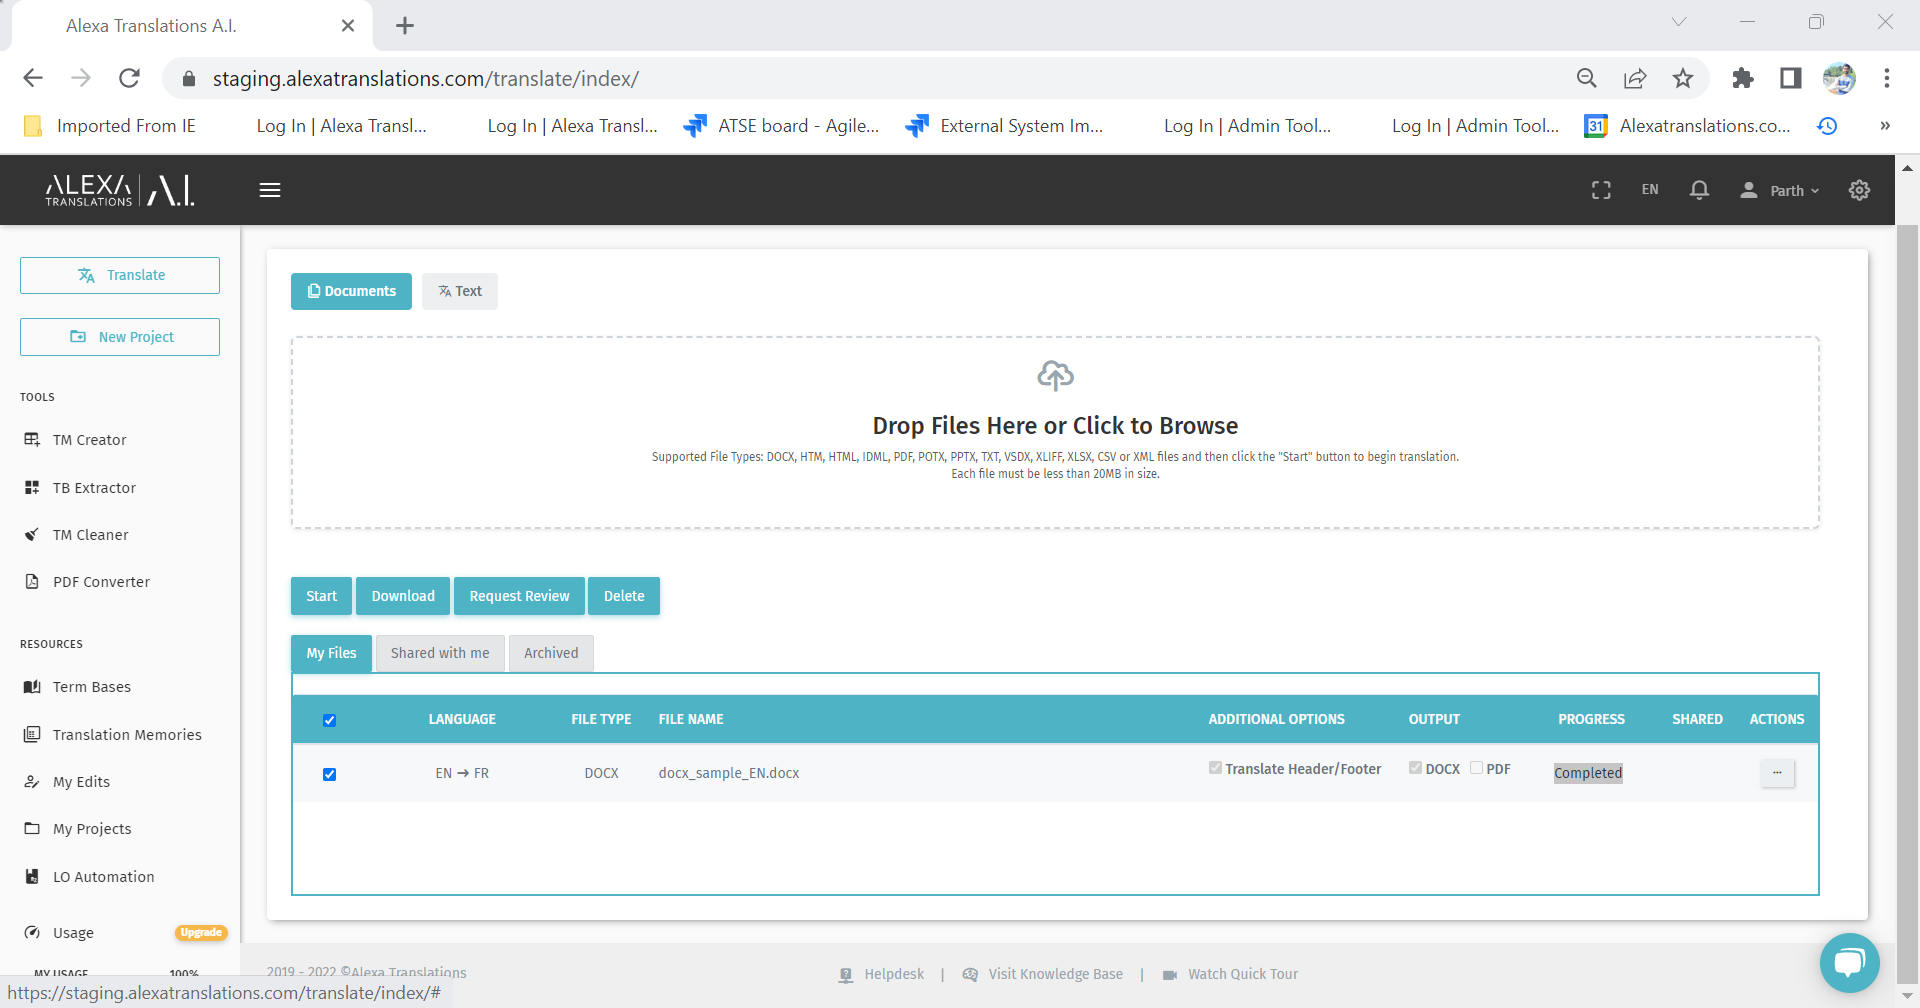 Alexa Translations A.I.
staging.alexatranslations.com/translate/index/
Imported From IE
Log In | Alexa Transl...
Log In | Alexa Transl...
ATSE board - Agile...
External System Im...
Log In | Admin Tool...
Log In | Admin Tool...
31
Alexatranslations.co...
»
ALEXA TRANSLATIONS A.I.
EN
Parth
Translate
New Project
TOOLS
TM Creator
TB Extractor
TM Cleaner
PDF Converter
RESOURCES
Term Bases
Translation Memories
My Edits
My Projects
LO Automation
Usage
Upgrade
MY USAGE
100%
Documents
Text
Drop Files Here or Click to Browse
Supported File Types: DOCX, HTM, HTML, IDML, PDF, POTX, PPTX, TXT, VSDX, XLIFF, XLSX, CSV or XML files and then click the "Start" button to begin translation.
Each file must be less than 20MB in size.
Start
Download
Request Review
Delete
My Files
Shared with me
Archived
LANGUAGE
FILE TYPE
FILE NAME
ADDITIONAL OPTIONS
OUTPUT
PROGRESS
SHARED
ACTIONS
EN ➔ FR
DOCX
docx_sample_EN.docx
Translate Header/Footer
DOCX
PDF
Completed
...
2019 - 2022 ©Alexa Translations
Helpdesk
|
Visit Knowledge Base
|
Watch Quick Tour
https://staging.alexatranslations.com/translate/index/#